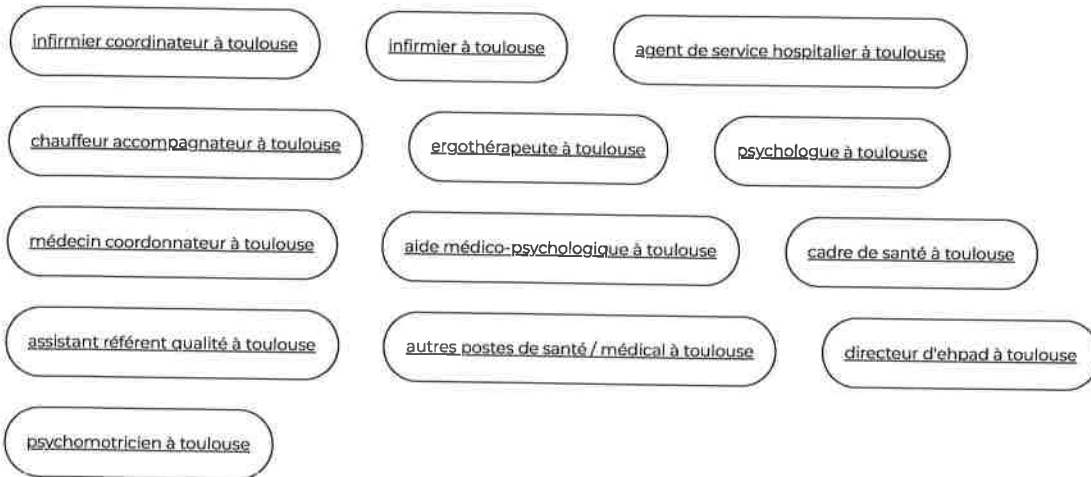 infirmier coordinateur à toulouse
infirmier à toulouse
agent de service hospitalier à toulouse
chauffeur accompagnateur à toulouse
ergothérapeute à toulouse
psychologue à toulouse
médecin coordonnateur à toulouse
aide médico-psychologique à toulouse
cadre de santé à toulouse
assistant référent qualité à toulouse
autres postes de santé / médical à toulouse
directeur d'ehpad à toulouse
psychomotricien à toulouse